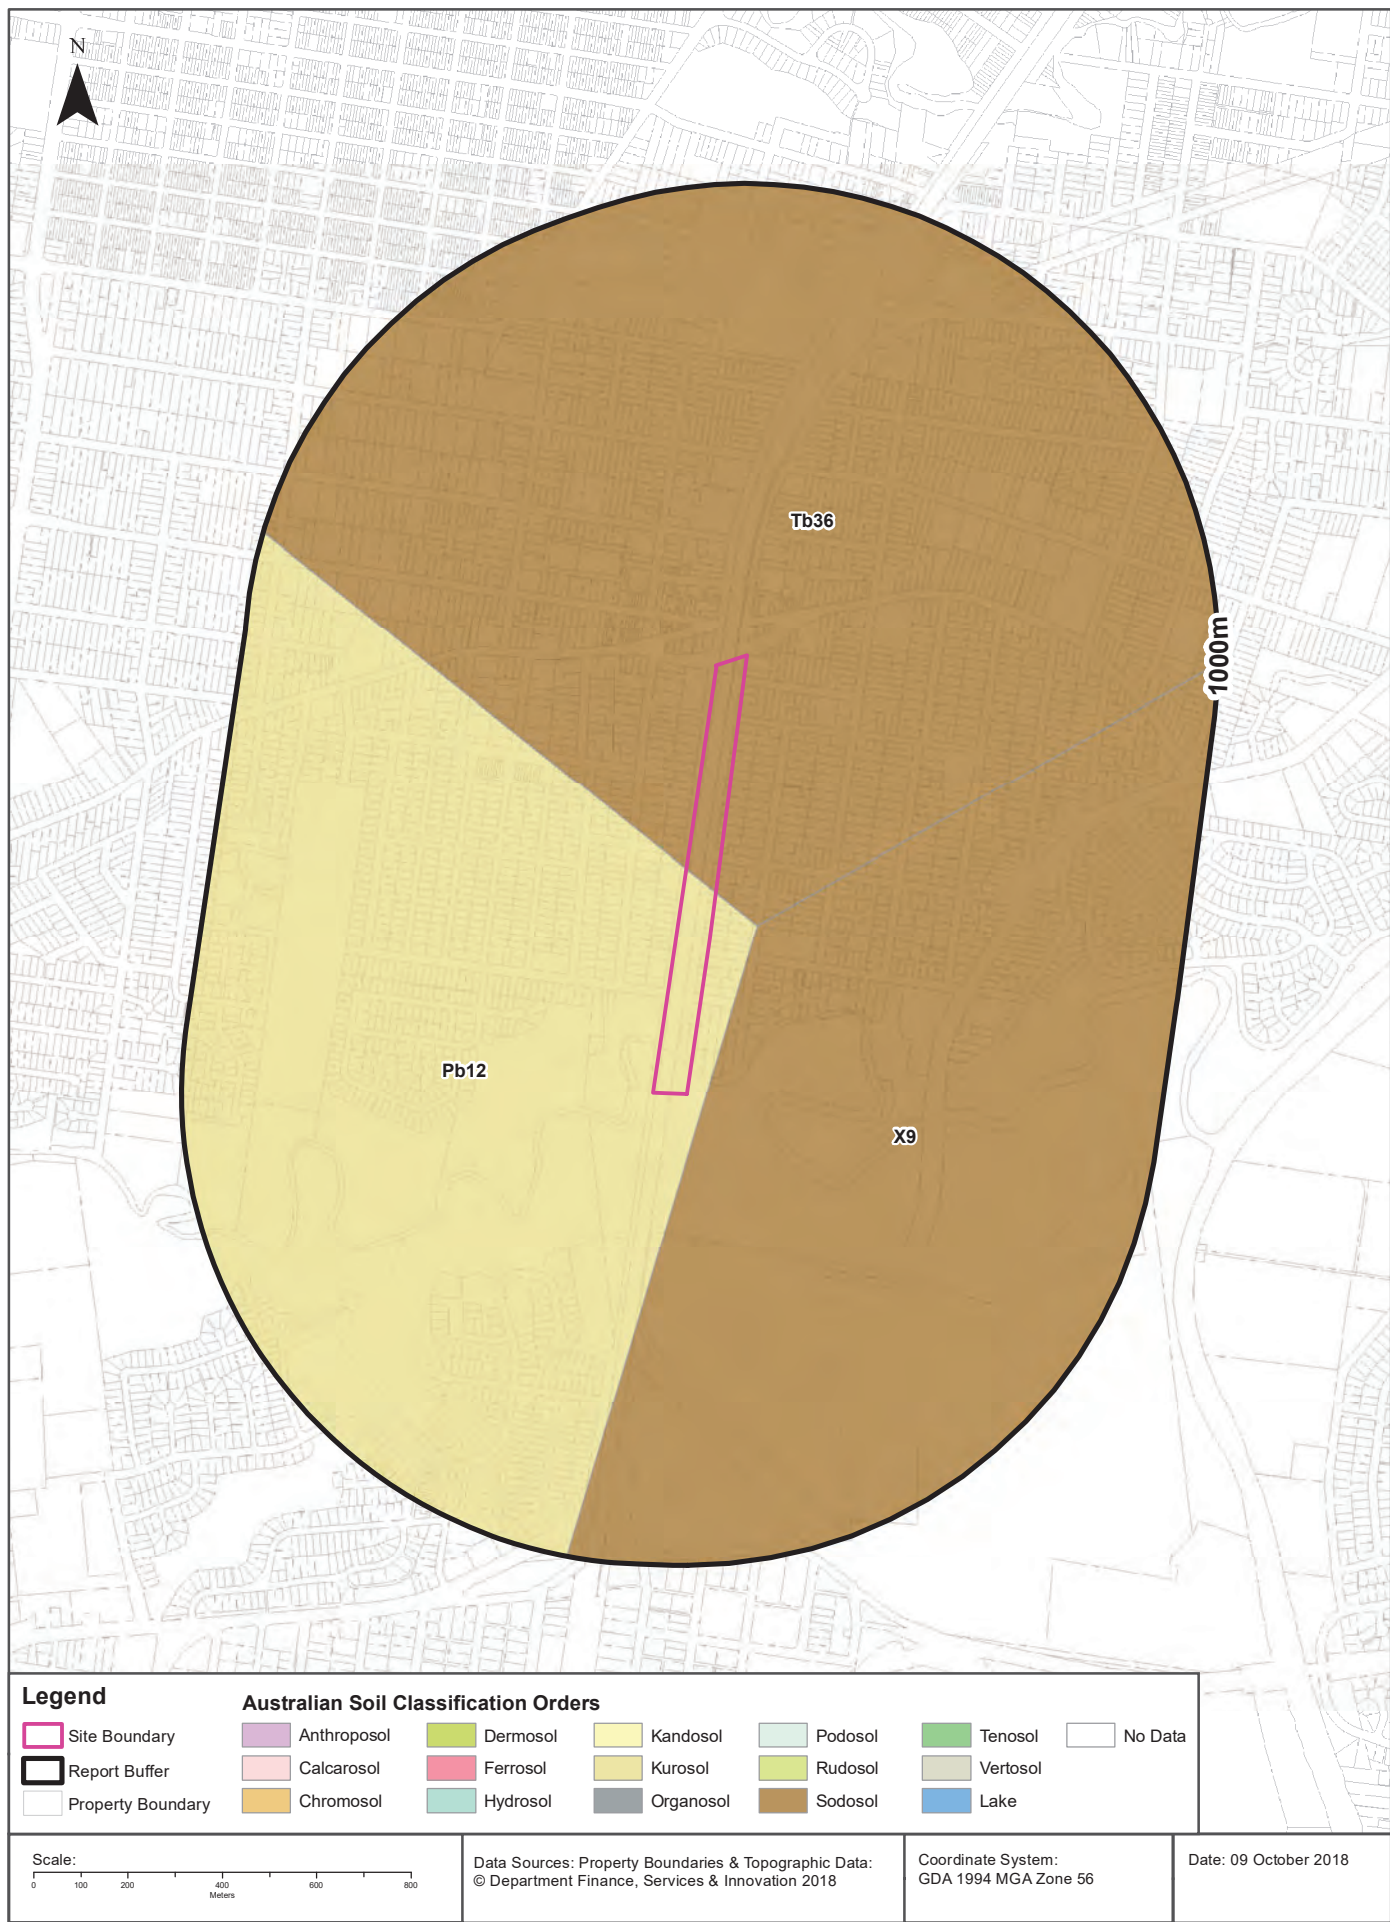 N
Tb36
1000m
Pb12
X9
Legend
Site Boundary
Report Buffer
Property Boundary
Australian Soil Classification Orders
Anthroposol
Calcarosol
Chromosol
Dermosol
Ferrosol
Hydrosol
Kandosol
Kurosol
Organosol
Podosol
Rudosol
Sodosol
Tenosol
Vertosol
Lake
No Data
Scale:
0 100 200 400 600 800
Meters
Data Sources: Property Boundaries & Topographic Data:
© Department Finance, Services & Innovation 2018
Coordinate System:
GDA 1994 MGA Zone 56
Date: 09 October 2018